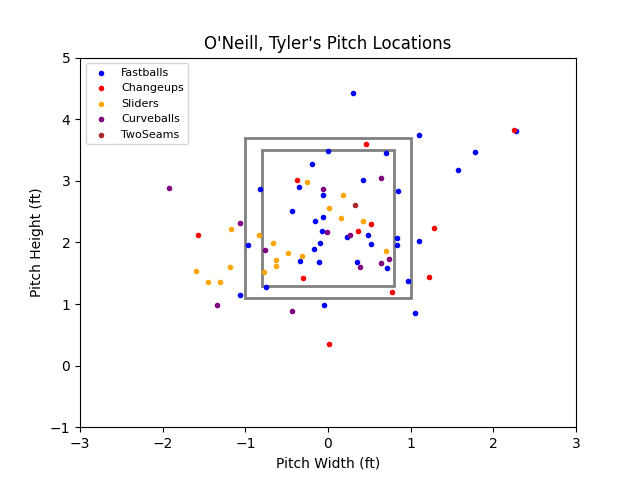 O'Neill, Tyler's Pitch Locations
Fastballs
Changeups
Sliders
Curveballs
TwoSeams
5
4
3
2
1
0
−1
−3
−2
−1
0
1
2
3
Pitch Height (ft)
Pitch Width (ft)